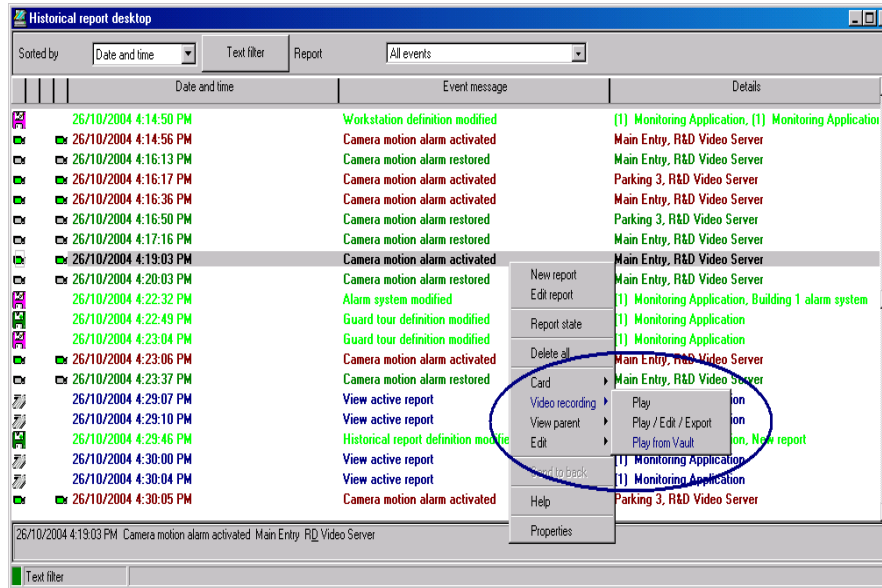 Historical report desktop
Sorted by Date and time Text filter Report All events
Date and time Event message Details
26/10/2004 4:14:50 PM Workstation definition modified (1) Monitoring Application, (1) Monitoring Application
26/10/2004 4:14:56 PM Camera motion alarm activated Main Entry, R&D Video Server
26/10/2004 4:16:13 PM Camera motion alarm restored Main Entry, R&D Video Server
26/10/2004 4:16:17 PM Camera motion alarm activated Parking 3, R&D Video Server
26/10/2004 4:16:36 PM Camera motion alarm activated Main Entry, R&D Video Server
26/10/2004 4:16:50 PM Camera motion alarm restored Parking 3, R&D Video Server
26/10/2004 4:17:16 PM Camera motion alarm restored Main Entry, R&D Video Server
26/10/2004 4:19:03 PM Camera motion alarm activated Main Entry, R&D Video Server
26/10/2004 4:20:03 PM Camera motion alarm restored Main Entry, R&D Video Server
26/10/2004 4:22:32 PM Alarm system modified (1) Monitoring Application, Building 1 alarm system
26/10/2004 4:22:49 PM Guard tour definition modified (1) Monitoring Application
26/10/2004 4:23:04 PM Guard tour definition modified (1) Monitoring Application
26/10/2004 4:23:06 PM Camera motion alarm activated Main Entry, R&D Video Server
26/10/2004 4:23:37 PM Camera motion alarm restored Main Entry, R&D Video Server
26/10/2004 4:29:07 PM View active report
26/10/2004 4:29:10 PM View active report
26/10/2004 4:29:46 PM Historical report definition New report
26/10/2004 4:30:00 PM View active report (1) Monitoring Application
26/10/2004 4:30:04 PM View active report (1) Monitoring Application
26/10/2004 4:30:05 PM Camera motion alarm activated Parking 3, R&D Video Server
New report
Edit report
Report state
Delete all
Card
Video recording
View parent
Edit
Send to back
Help
Properties
Play
Play / Edit / Export
Play from Vault
26/10/2004 4:19:03 PM Camera motion alarm activated Main Entry RD Video Server
Text filter